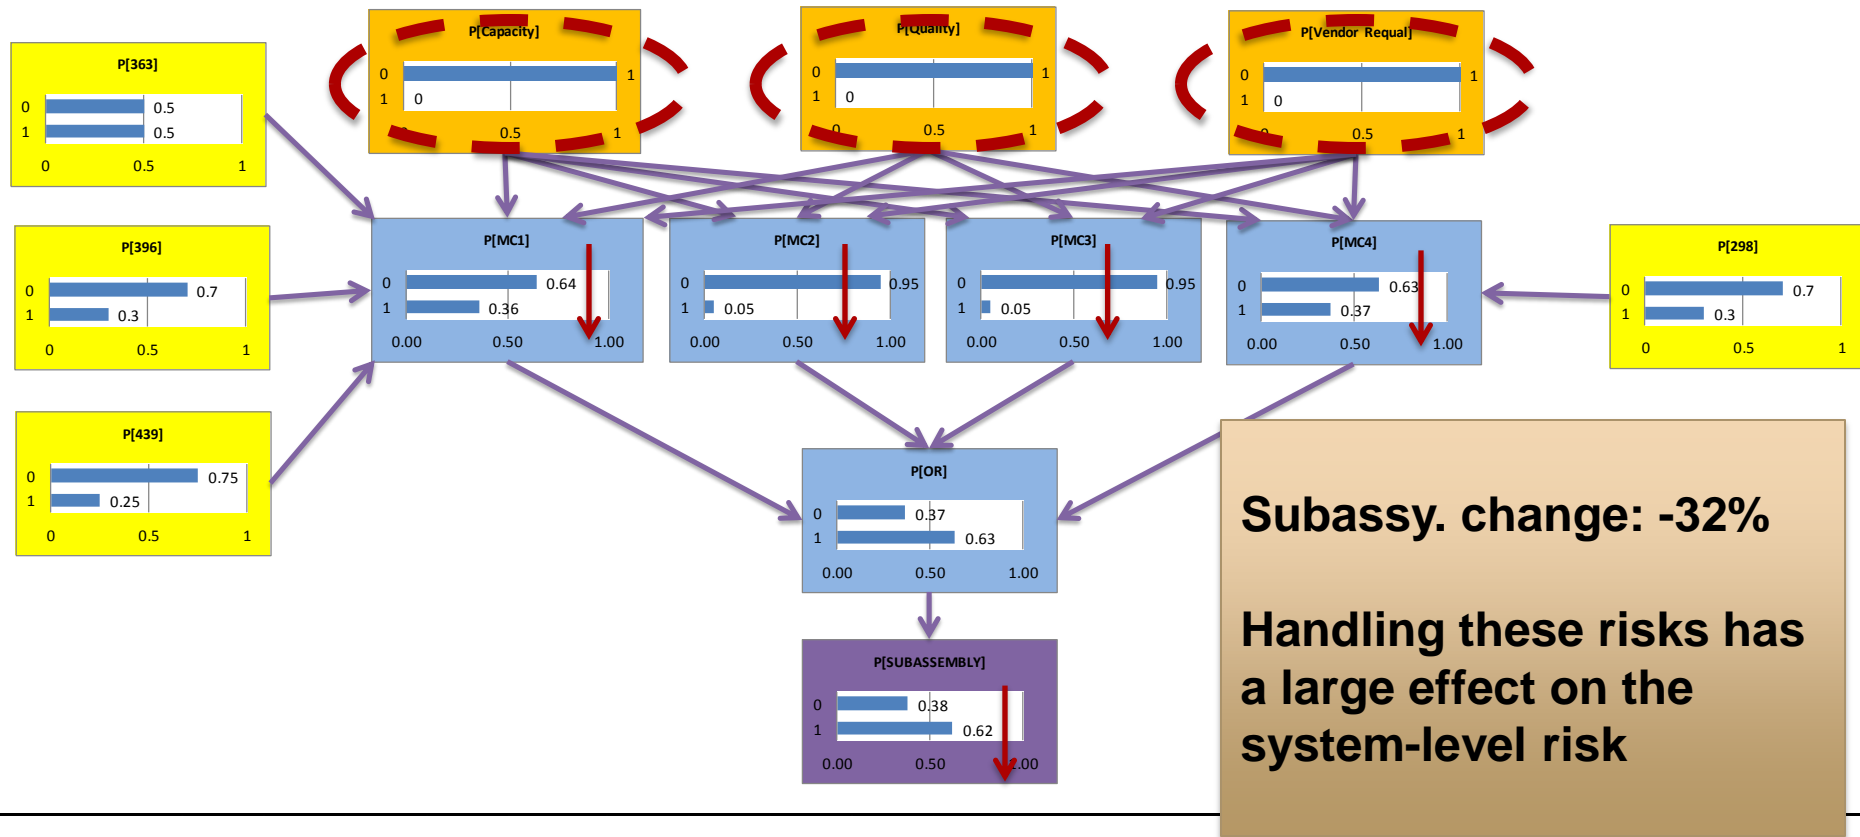 P[363]
0 0.5
1 0.5
0 0.5 1
P[Capacity]
0 1
1 0
0 0.5 1
P[Quality]
0 1
1 0
0 0.5 1
P[Vendor Requal]
0 1
1 0
0 0.5 1
P[396]
0 0.7
1 0.3
0 0.5 1
P[MC1]
0 0.64
1 0.36
0.00 0.50 1.00
P[MC2]
0 0.95
1 0.05
0.00 0.50 1.00
P[MC3]
0 0.95
1 0.05
0.00 0.50 1.00
P[MC4]
0 0.63
1 0.37
0.00 0.50 1.00
P[298]
0 0.7
1 0.3
0 0.5 1
P[439]
0 0.75
1 0.25
0 0.5 1
P[OR]
0 0.37
1 0.63
0.00 0.50 1.00
P[SUBASSEMBLY]
0 0.38
1 0.62
0.00 0.50 1.00
Subassy. change: -32%
Handling these risks has
a large effect on the
system-level risk